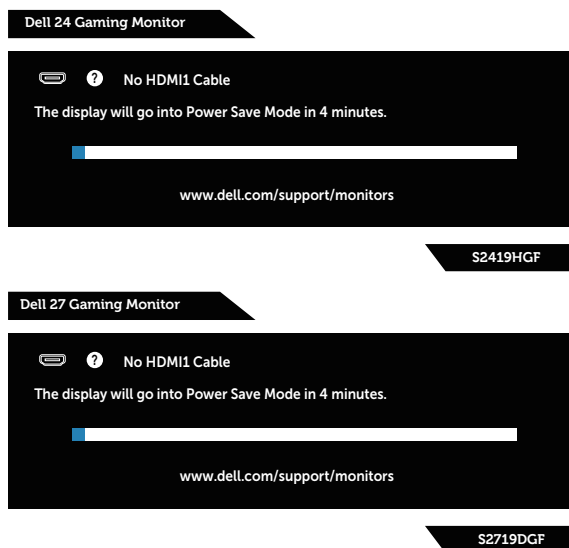 Dell 24 Gaming Monitor
? No HDMI1 Cable
The display will go into Power Save Mode in 4 minutes.
www.dell.com/support/monitors
S2419HGF
Dell 27 Gaming Monitor
? No HDMI1 Cable
The display will go into Power Save Mode in 4 minutes.
www.dell.com/support/monitors
S2719DGF